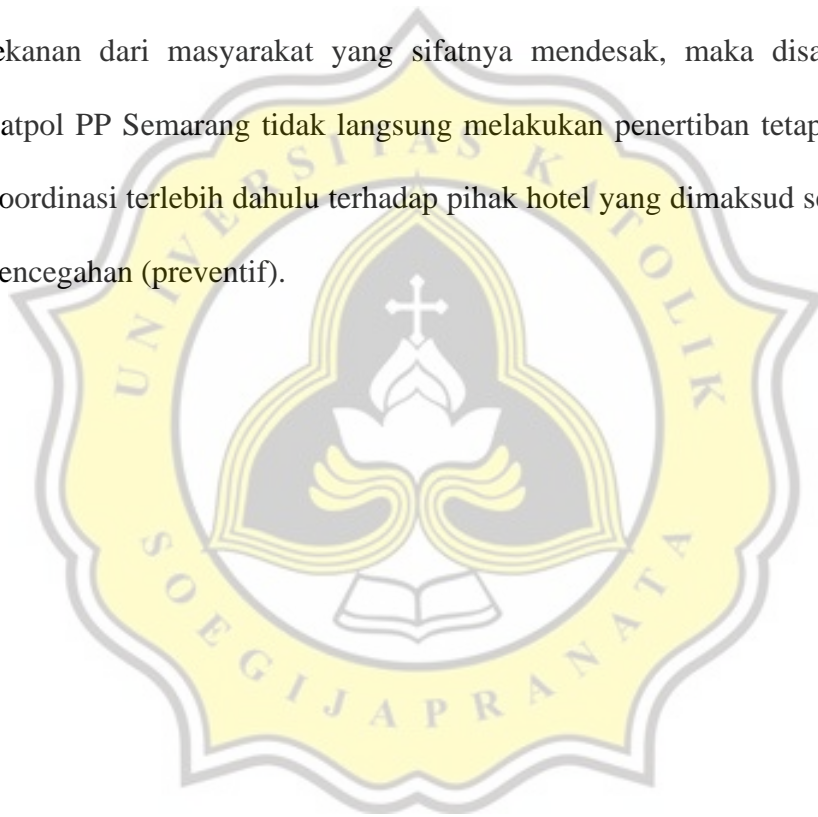 ekanan dari masyarakat yang sifatnya mendesak, maka disa
atpol PP Semarang tidak langsung melakukan penertiban tetap
oordinasi terlebih dahulu terhadap pihak hotel yang dimaksud se
encegahan (preventif).
UNIVERSITAS KATOLIK
SOEGIJAPRANATA